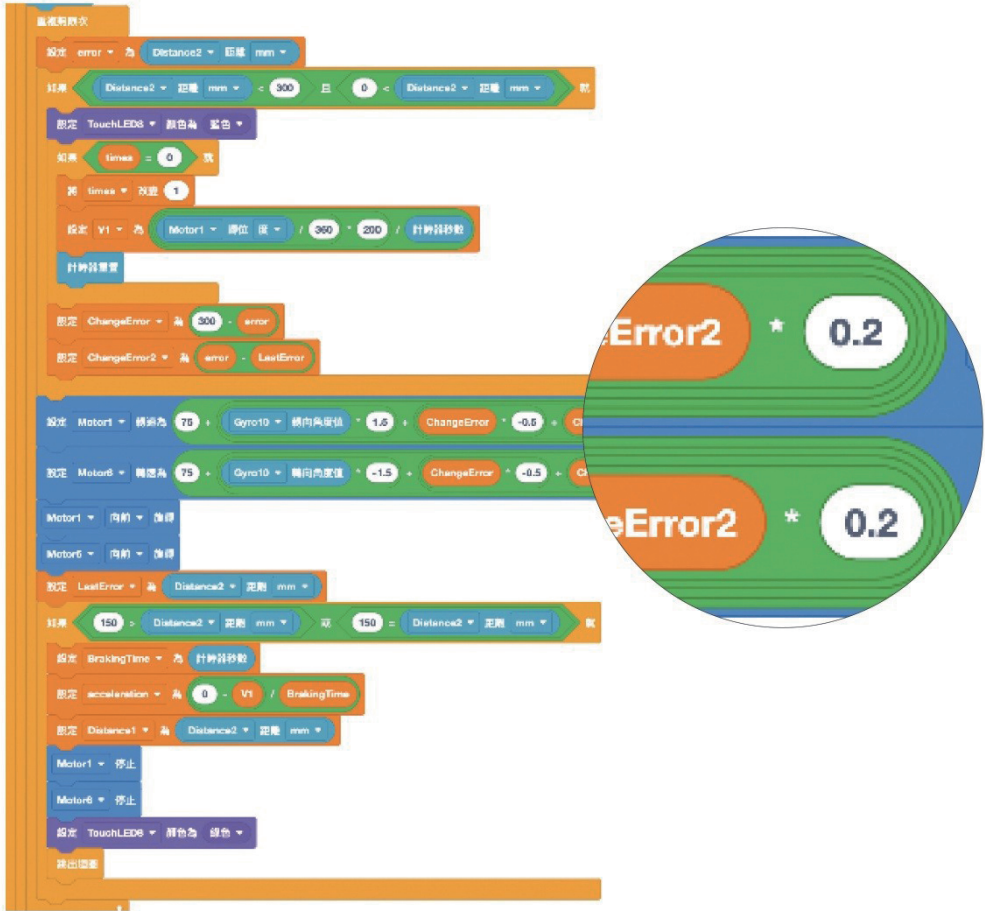 重複無限次
設定 error 為 Distance2 距離 mm
如果 Distance2 距離 mm < 300 且 0 < Distance2 距離 mm 就
設定 TouchLED8 顏色為 藍色
如果 times = 0 就
將 times 改變 1
設定 V1 為 Motor1 轉位 度 / 360 * 200 / 計時器秒數
計時器重置
設定 ChangeError 為 300 - error
設定 ChangeError2 為 error - LastError
設定 Motor1 轉速為 75 + Gyro10 轉向角度值 * 1.5 + ChangeError * -0.5 + C
eError2 * 0.2
設定 Motor6 轉速為 75 + Gyro10 轉向角度值 * -1.5 + ChangeError * -0.5 + C
eError2 * 0.2
Motor1 向前 旋轉
Motor6 向前 旋轉
設定 LastError 為 Distance2 距離 mm
如果 150 > Distance2 距離 mm 或 150 = Distance2 距離 mm 就
設定 BrakingTime 為 計時器秒數
設定 acceleration 為 0 - V1 / BrakingTime
設定 Distance1 為 Distance2 距離 mm
Motor1 停止
Motor6 停止
設定 TouchLED8 顏色為 綠色
跳出迴圈